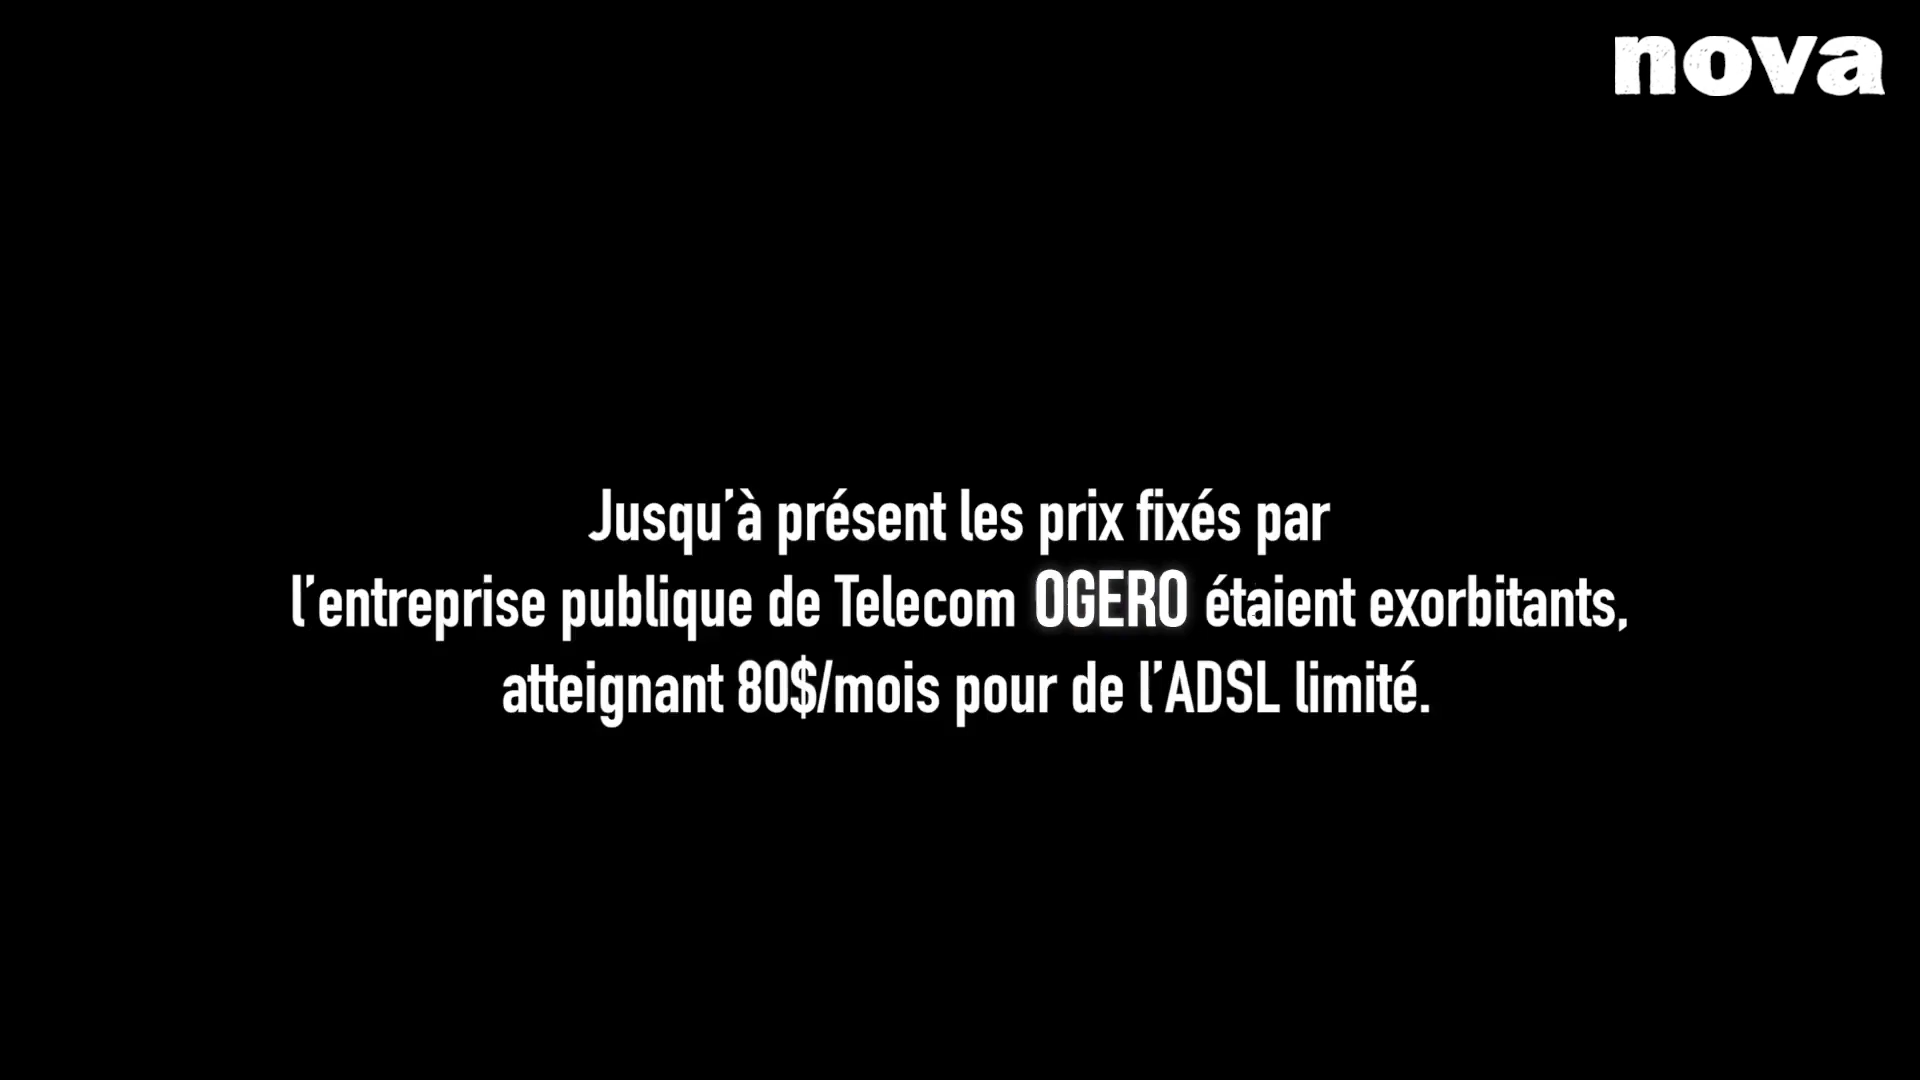 nova
Jusqu’à présent les prix fixés par
l’entreprise publique de Telecom OGERO étaient exorbitants,
atteignant 80$/mois pour de l’ADSL limité.